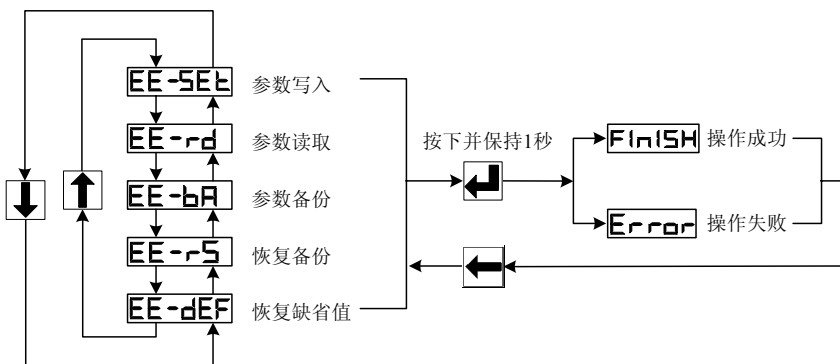 EE-SEt 参数写入
EE-rd 参数读取
按下并保持1秒
FInISH 操作成功
EE-bA 参数备份
Error 操作失败
EE-rS 恢复备份
EE-dEF 恢复缺省值